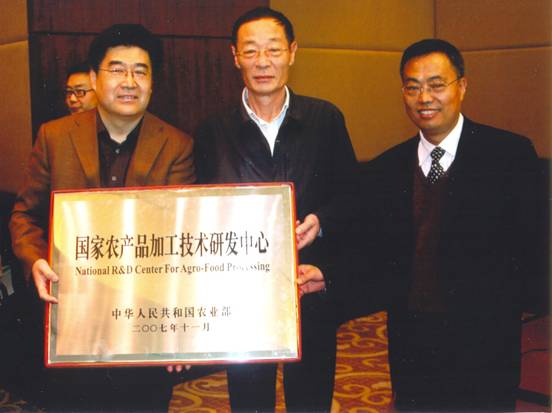 国家农产品加工技术研发中心
National R&D Center For Agro-Food Processing
中华人民共和国农业部
二〇〇七年十一月